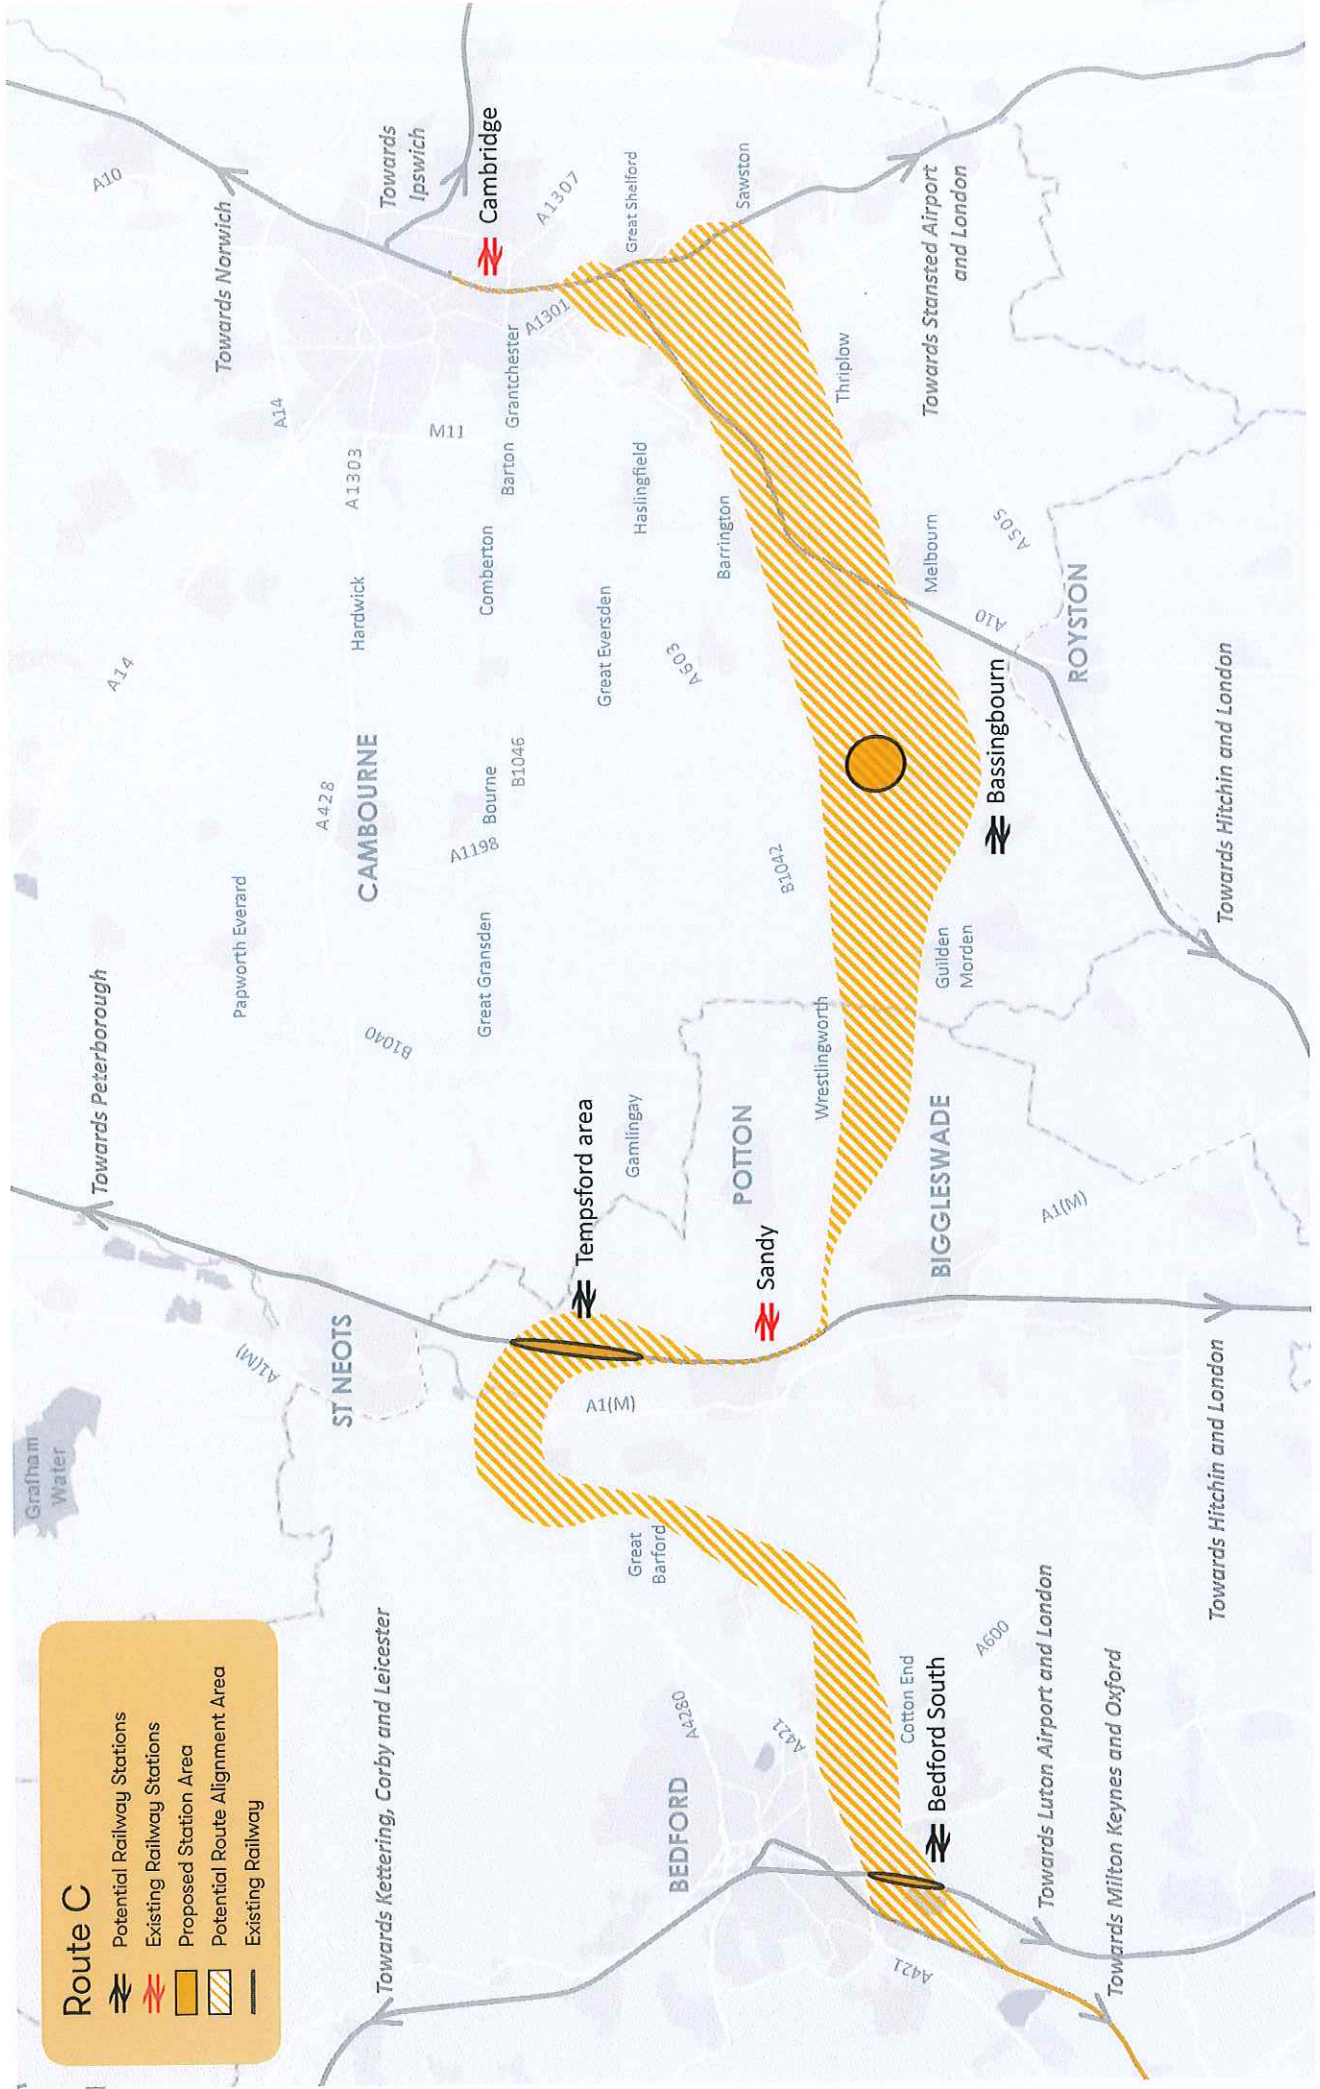 Route C
Potential Railway Stations
Existing Railway Stations
Proposed Station Area
Potential Route Alignment Area
Existing Railway
Grafham
Water
Towards Peterborough
A14
A10
Towards Norwich
Towards
Ipswich
Papworth Everard
A14
A1(M)
ST NEOTS
B1040
A428
CAMBOURNE
Hardwick
A1303
M11
Towards Kettering, Corby and Leicester
Great Gransden
A1198
Bourne
B1046
Comberton
Barton
Grantchester
Cambridge
A1301
A1307
A1(M)
Tempsford area
Gamlingay
Great Eversden
Haslingfield
Great Shelford
Great
Barford
A603
BEDFORD
A4280
A421
Sandy
POTTON
B1042
Barrington
Sawston
Wrestlingworth
Thriplow
A421
Cotton End
Bedford South
BIGGLESWADE
Guilden
Morden
Bassingbourn
Melbourn
A10
A505
Towards Stansted Airport
and London
A600
A1(M)
ROYSTON
Towards Luton Airport and London
Towards Milton Keynes and Oxford
Towards Hitchin and London
Towards Hitchin and London